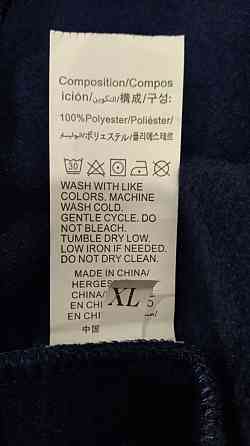 Composition/Compos
ición/التكوين/構成/구성:
100%Polyester/Poliéster/
البوليستر/ポリエステル/폴리에스테르
30
WASH WITH LIKE
COLORS, MACHINE
WASH COLD.
GENTLE CYCLE. DO
NOT BLEACH.
TUMBLE DRY LOW.
LOW IRON IF NEEDED.
DO NOT DRY CLEAN.
MADE IN CHINA/
HERGES
CHINA/
EN CHI
EN CHI
中国
XL